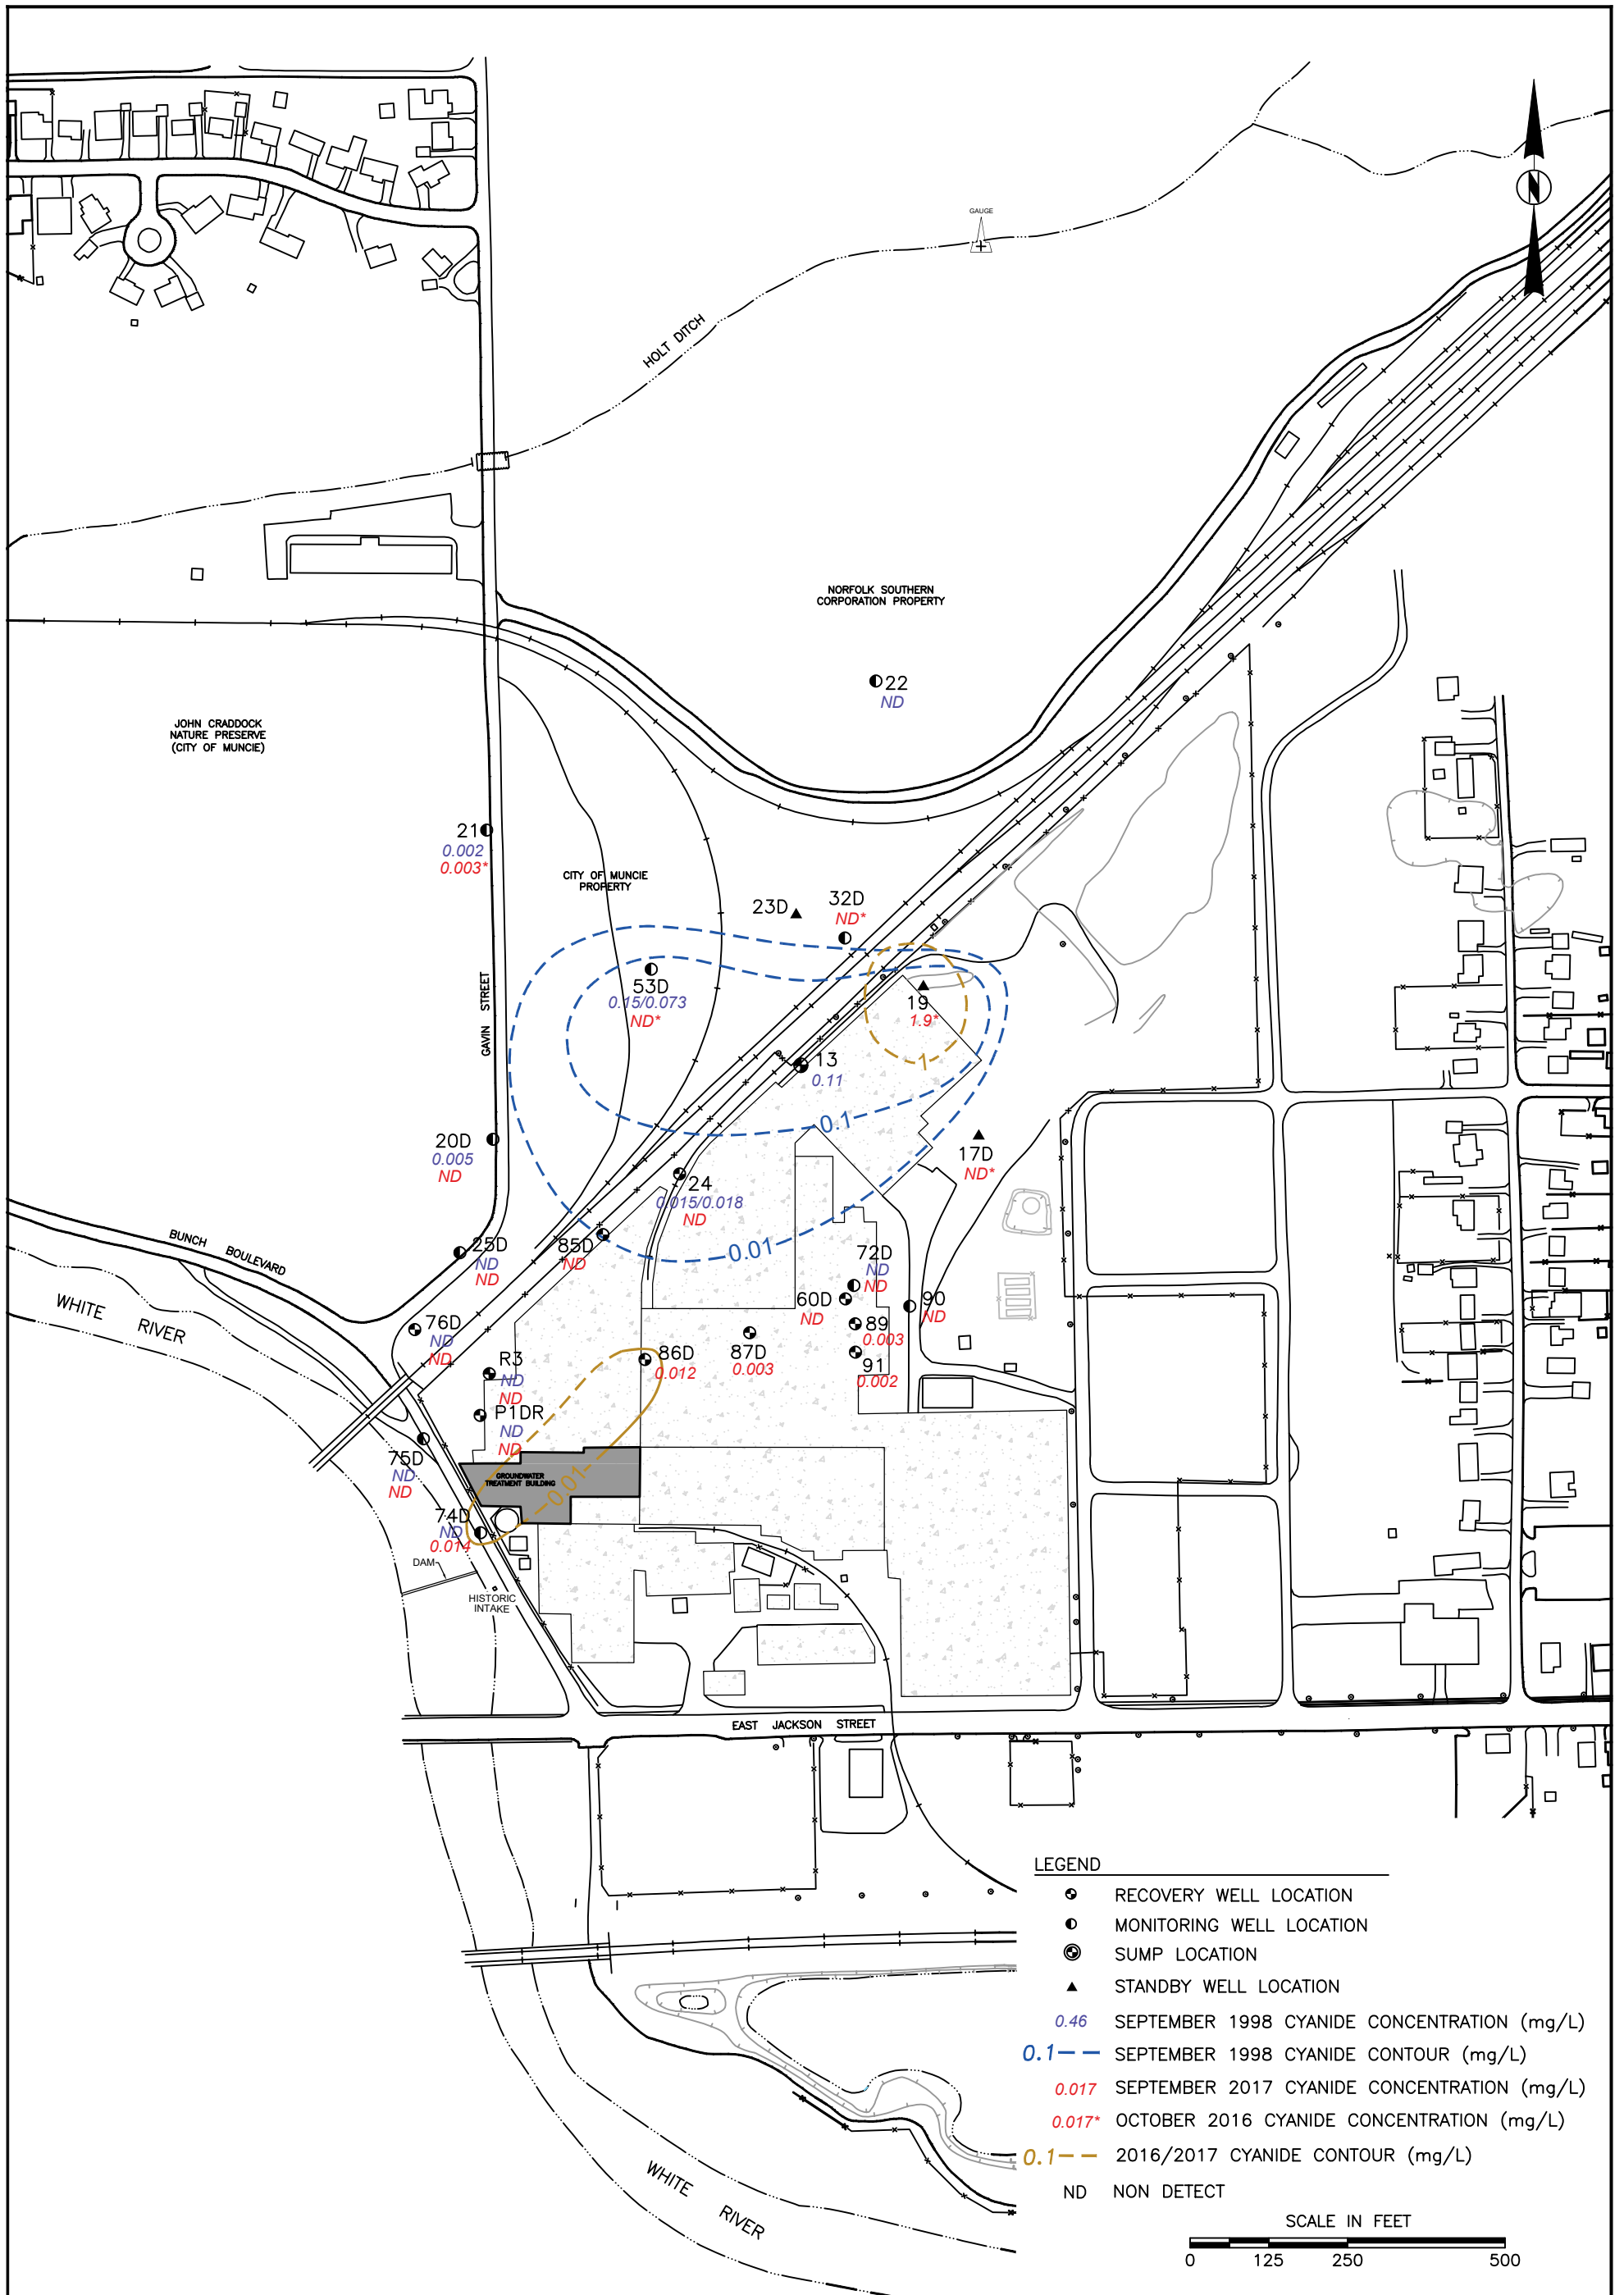 GAUGE
N
HOLT DITCH
NORFOLK SOUTHERN
CORPORATION PROPERTY
22
ND
JOHN CRADDOCK
NATURE PRESERVE
(CITY OF MUNCIE)
21
0.002
0.003*
CITY OF MUNCIE
PROPERTY
23D
32D
ND*
53D
0.15/0.073
ND*
19
1.9*
1
GAVIN STREET
13
0.11
0.1
20D
0.005
ND
17D
ND*
24
0.015/0.018
ND
BUNCH BOULEVARD
25D
ND
ND
85D
ND
0.01
72D
ND
ND
60D
ND
90
ND
WHITE RIVER
76D
ND
ND
89
0.003
R3
ND
ND
86D
0.012
87D
0.003
91
0.002
P1DR
ND
ND
75D
ND
ND
GROUNDWATER
TREATMENT BUILDING
0.01
74D
ND
0.014
DAM
HISTORIC
INTAKE
EAST JACKSON STREET
LEGEND
RECOVERY WELL LOCATION
MONITORING WELL LOCATION
SUMP LOCATION
STANDBY WELL LOCATION
0.46 SEPTEMBER 1998 CYANIDE CONCENTRATION (mg/L)
0.1 SEPTEMBER 1998 CYANIDE CONTOUR (mg/L)
0.017 SEPTEMBER 2017 CYANIDE CONCENTRATION (mg/L)
0.017* OCTOBER 2016 CYANIDE CONCENTRATION (mg/L)
0.1 2016/2017 CYANIDE CONTOUR (mg/L)
ND NON DETECT
WHITE RIVER
SCALE IN FEET
0 125 250 500